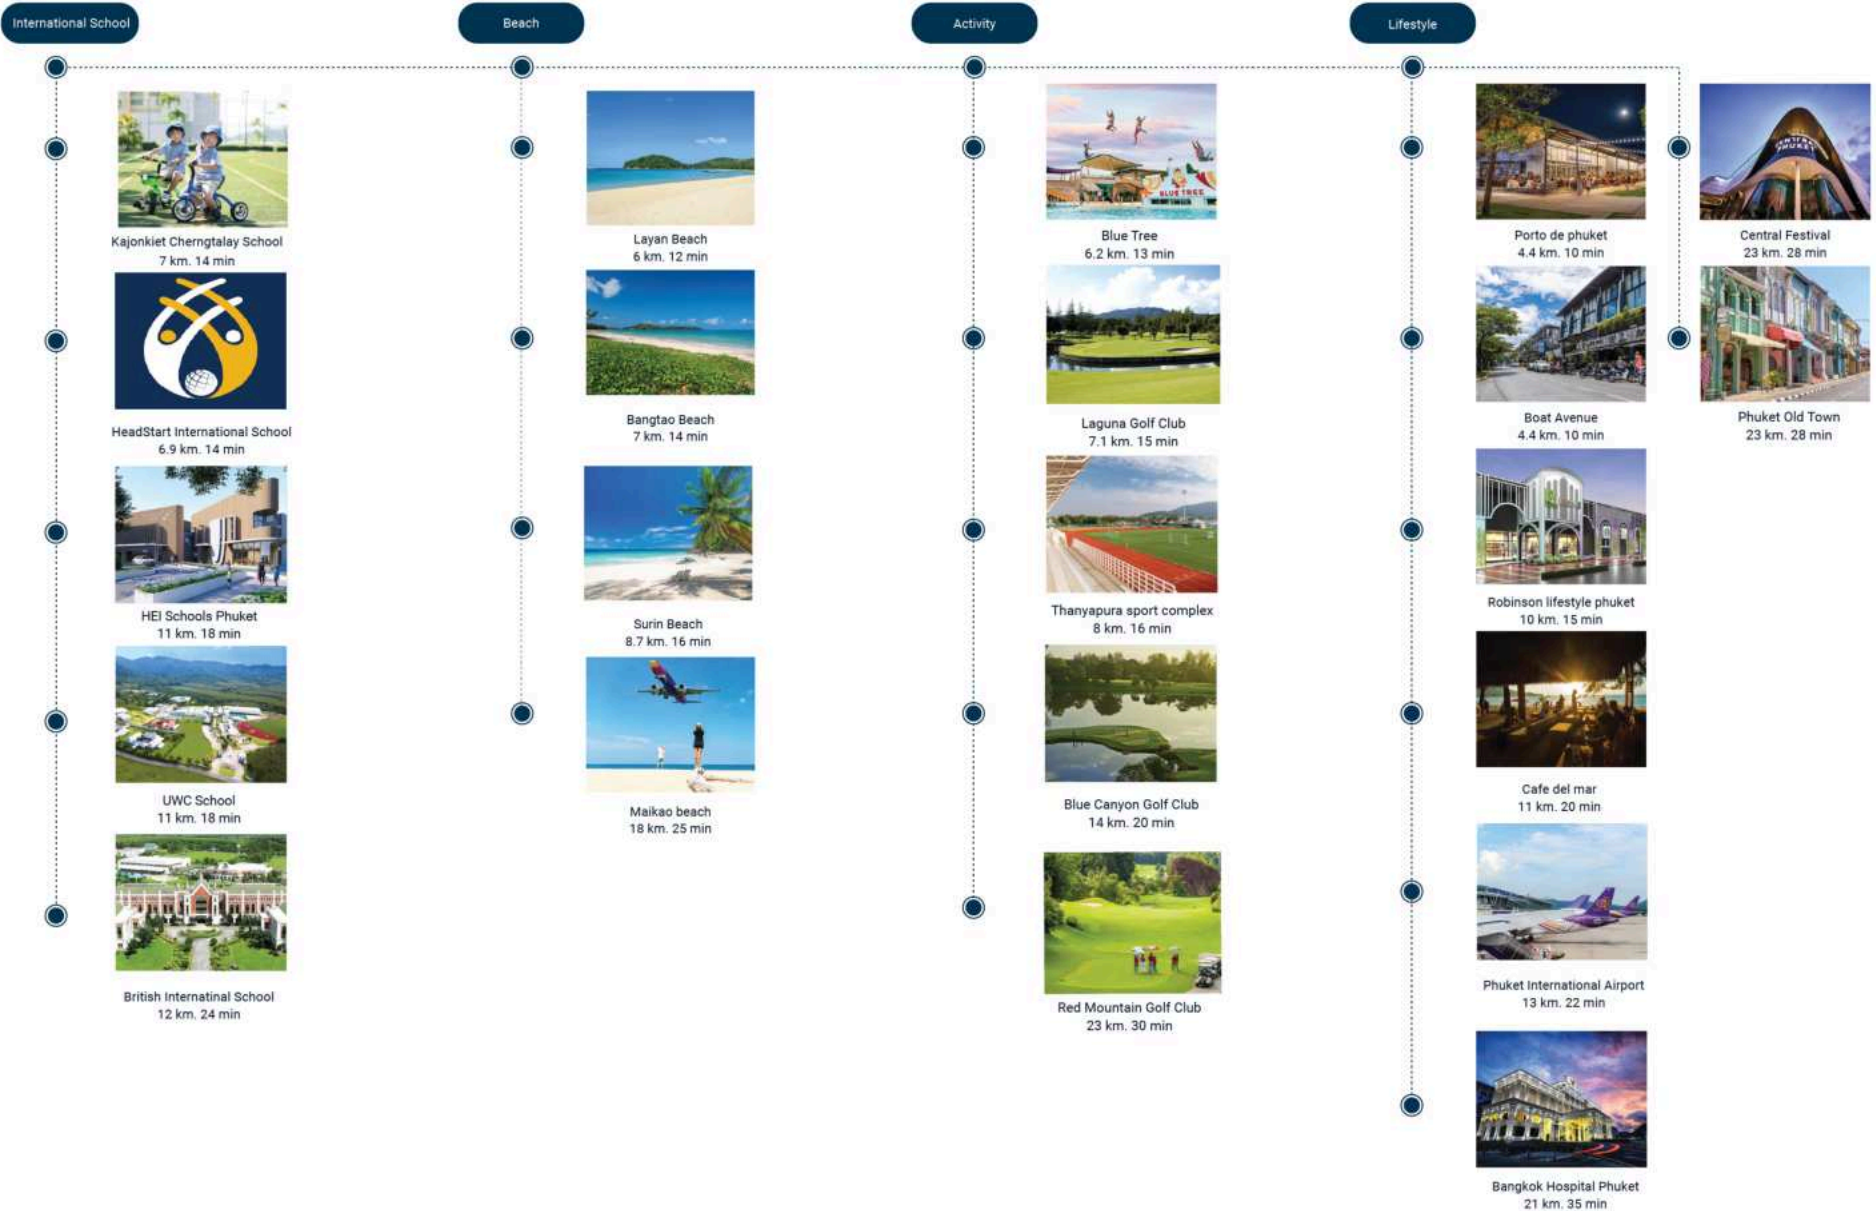 International School
Beach
Activity
Lifestyle
Kajonkiet Cherngtalay School
7 km. 14 min
HeadStart International School
6.9 km. 14 min
HEI Schools Phuket
11 km. 18 min
UWC School
11 km. 18 min
British Internatinal School
12 km. 24 min
Layan Beach
6 km. 12 min
Bangtao Beach
7 km. 14 min
Surin Beach
8.7 km. 16 min
Maikao beach
18 km. 25 min
BLUE TREE
Blue Tree
6.2 km. 13 min
Laguna Golf Club
7.1 km. 15 min
Thanyapura sport complex
8 km. 16 min
Blue Canyon Golf Club
14 km. 20 min
Red Mountain Golf Club
23 km. 30 min
Porto de phuket
4.4 km. 10 min
Boat Avenue
4.4 km. 10 min
Robinson lifestyle phuket
10 km. 15 min
Cafe del mar
11 km. 20 min
Phuket International Airport
13 km. 22 min
Bangkok Hospital Phuket
21 km. 35 min
CENTRAL
PHUKET
Central Festival
23 km. 28 min
Phuket Old Town
23 km. 28 min